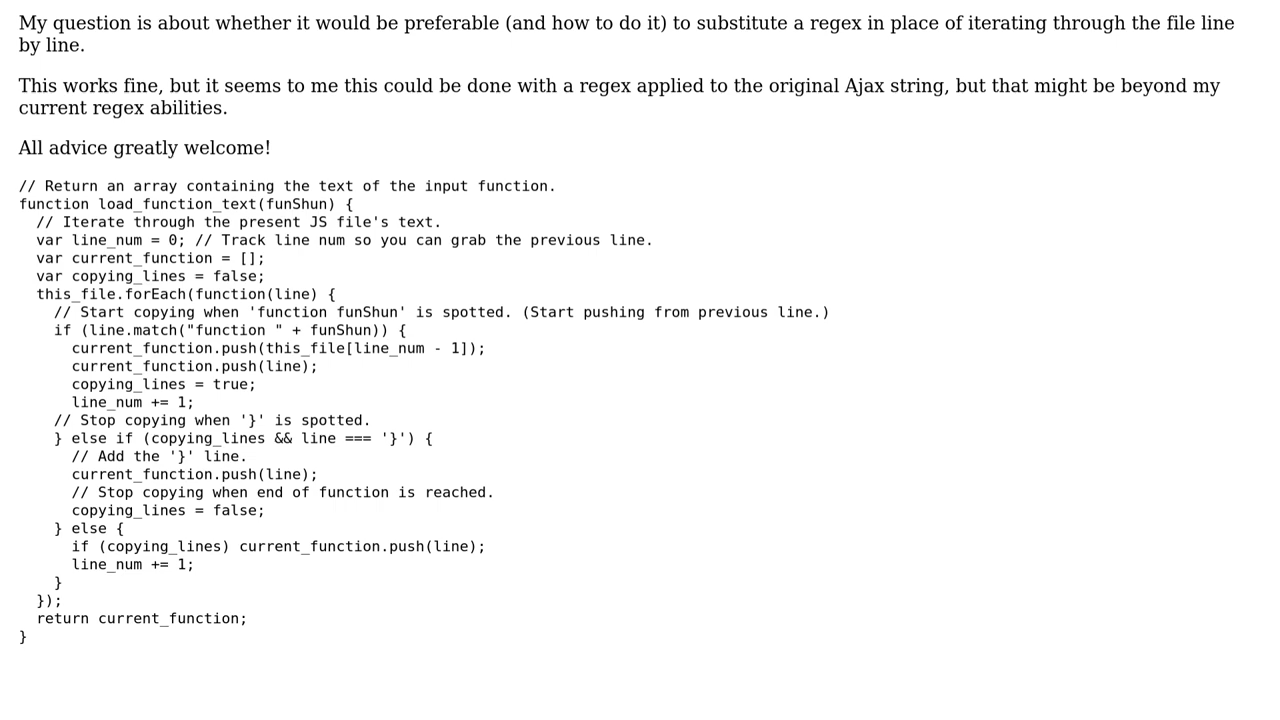 My question is about whether it would be preferable (and how to do it) to substitute a regex in place of iterating through the file line
by line.
This works fine, but it seems to me this could be done with a regex applied to the original Ajax string, but that might be beyond my
current regex abilities.
All advice greatly welcome!
// Return an array containing the text of the input function.
function load_function_text(funShun) {
  // Iterate through the present JS file's text.
  var line_num = 0; // Track line num so you can grab the previous line.
  var current_function = [];
  var copying_lines = false;
  this_file.forEach(function(line) {
    // Start copying when 'function funShun' is spotted. (Start pushing from previous line.)
    if (line.match("function " + funShun)) {
      current_function.push(this_file[line_num - 1]);
      current_function.push(line);
      copying_lines = true;
      line_num += 1;
    // Stop copying when '}' is spotted.
    } else if (copying_lines && line === '}') {
      // Add the '}' line.
      current_function.push(line);
      // Stop copying when end of function is reached.
      copying_lines = false;
    } else {
      if (copying_lines) current_function.push(line);
      line_num += 1;
    }
  });
  return current_function;
}